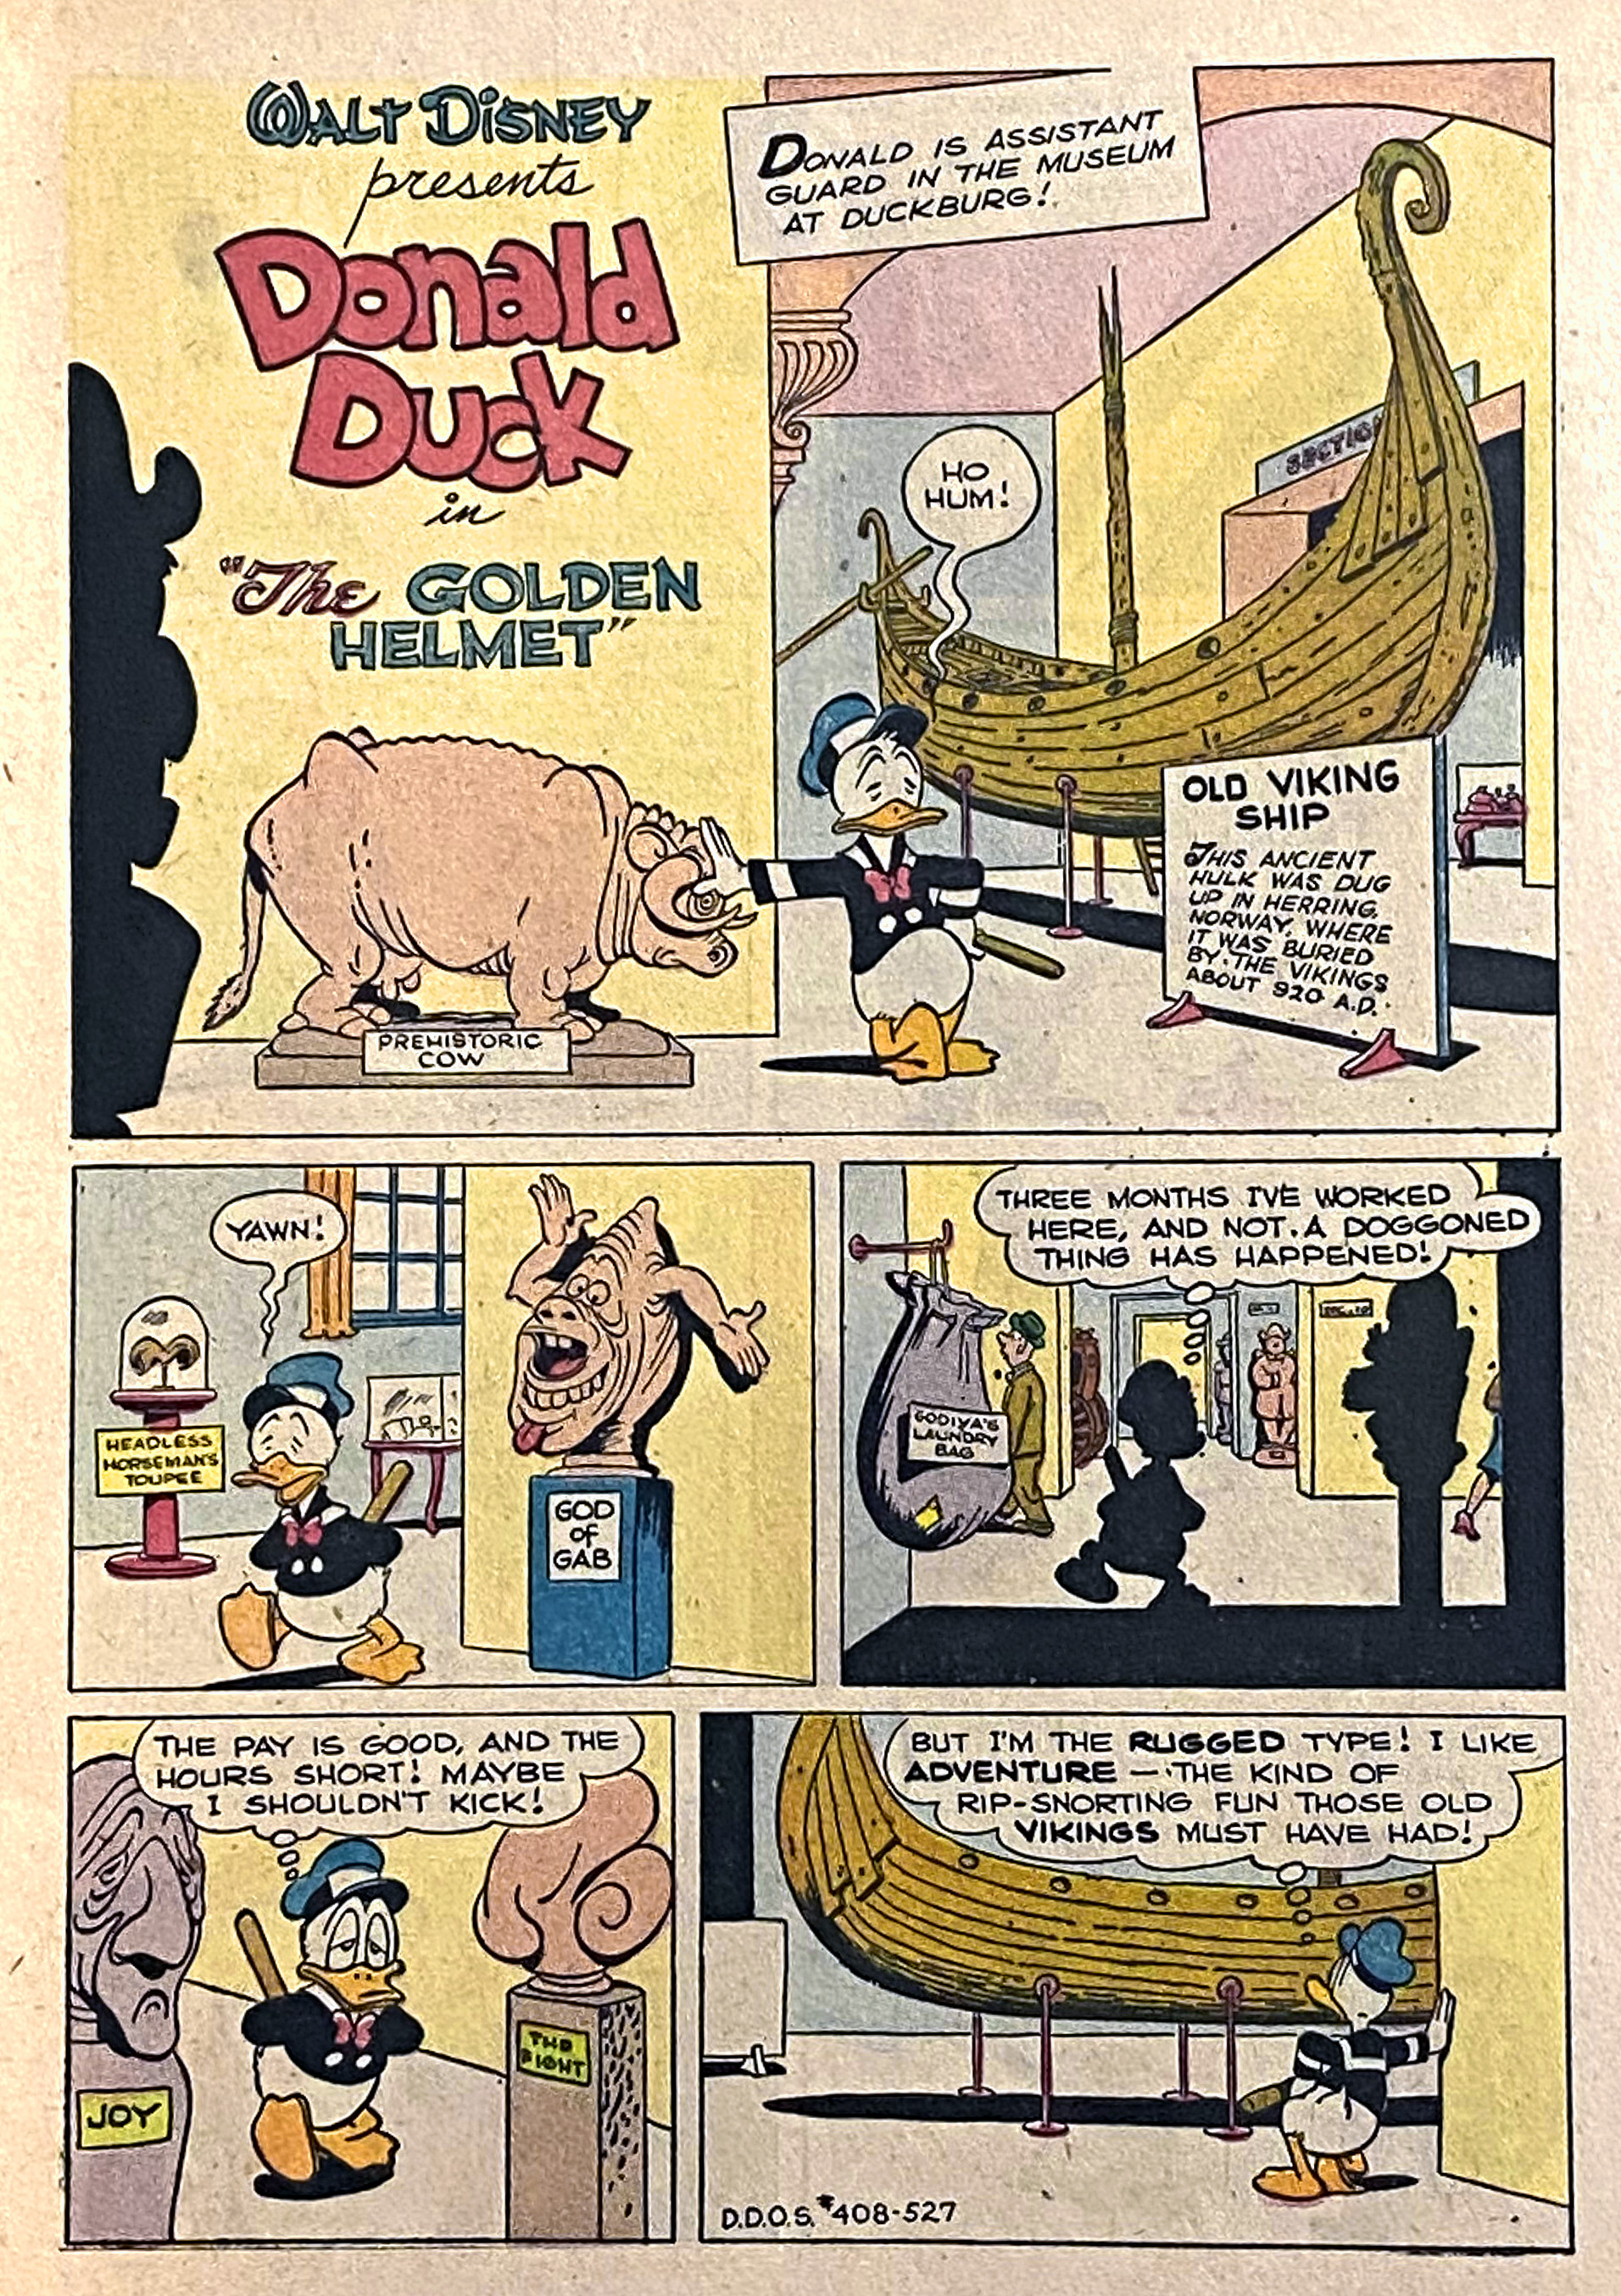 WALT DISNEY
presents
Donald
Duck
in
"The GOLDEN
HELMET"
DONALD IS ASSISTANT
GUARD IN THE MUSEUM
AT DUCKBURG!
HO
HUM!
SECTION
PREHISTORIC
COW
OLD VIKING
SHIP
THIS ANCIENT
HULK WAS DUG
UP IN HERRING,
NORWAY, WHERE
IT WAS BURIED
BY THE VIKINGS
ABOUT 920 A.D.
YAWN!
HEADLESS
HORSEMAN'S
TOUPEE
GOD
OF
GAB
THREE MONTHS I'VE WORKED
HERE, AND NOT A DOGGONED
THING HAS HAPPENED!
GODIVA'S
LAUNDRY
BAG
THE PAY IS GOOD, AND THE
HOURS SHORT! MAYBE
I SHOULDN'T KICK!
JOY
THE
FIGHT
BUT I'M THE RUGGED TYPE! I LIKE
ADVENTURE — THE KIND OF
RIP-SNORTING FUN THOSE OLD
VIKINGS MUST HAVE HAD!
D.D.O.S. #408-527